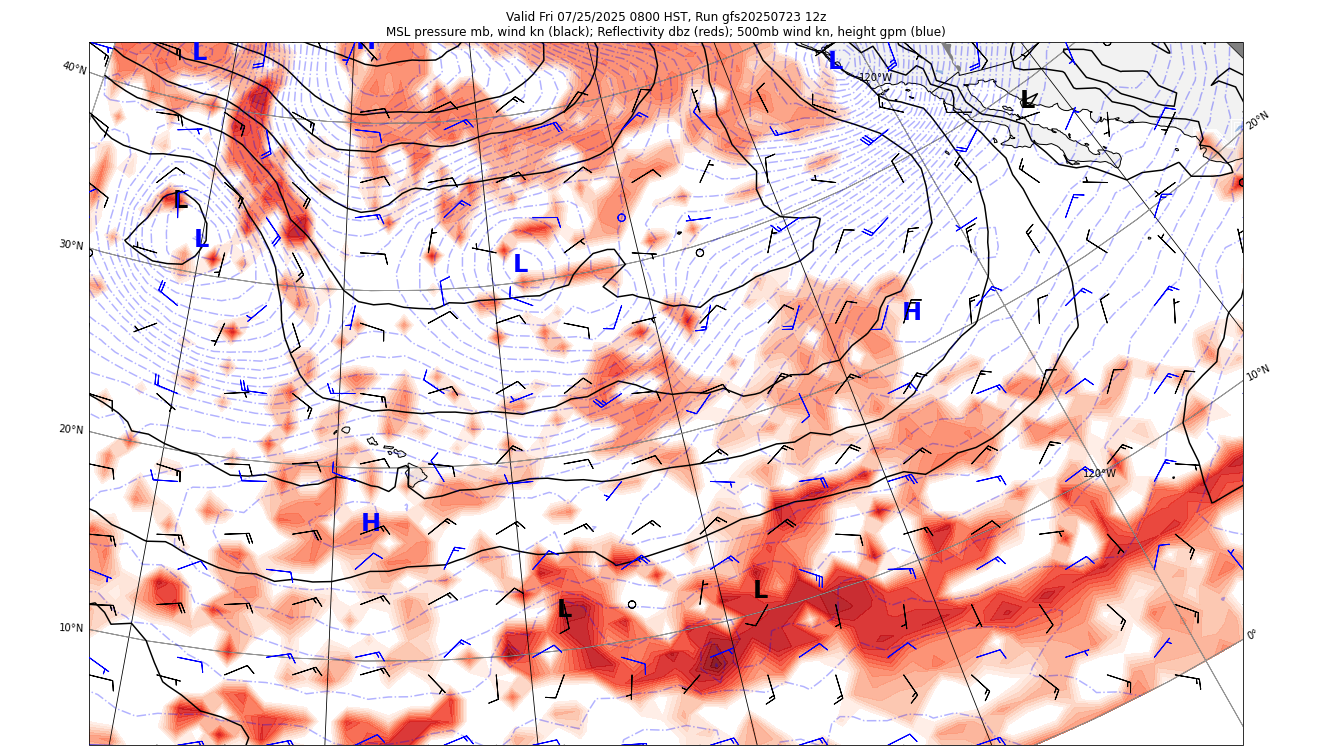 Valid Fri 07/25/2025 0800 HST, Run gfs20250723 12z
MSL pressure mb, wind kn (black); Reflectivity dbz (reds); 500mb wind kn, height gpm (blue)
L H L
40°N 120°W
L
20°N
L
30°N L
L
H
10°N
20°N
120°W
H
L L
10°N 0°